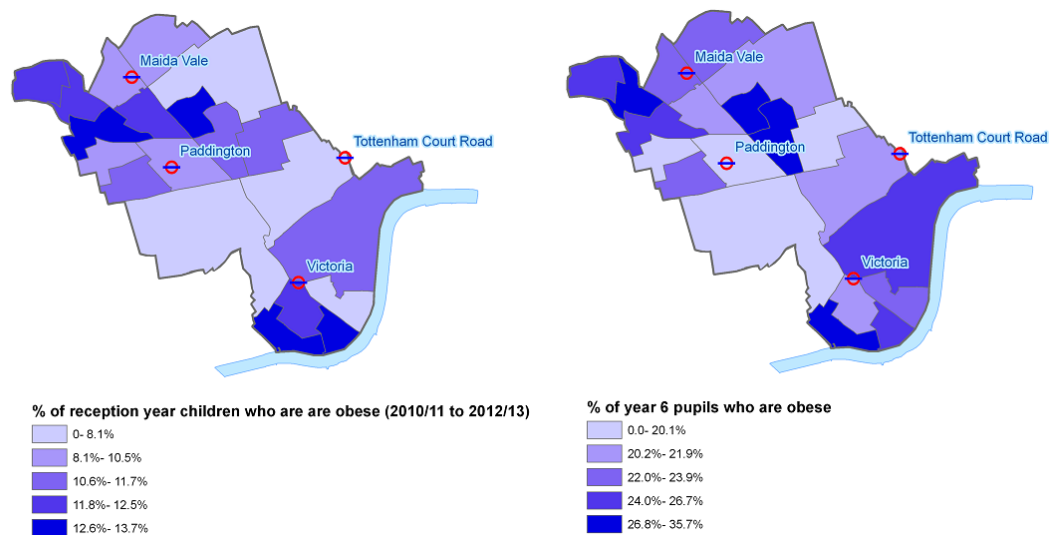 Maida Vale
Paddington
Tottenham Court Road
Victoria
% of reception year children who are are obese (2010/11 to 2012/13)
0- 8.1%
8.1%- 10.5%
10.6%- 11.7%
11.8%- 12.5%
12.6%- 13.7%
Maida Vale
Paddington
Tottenham Court Road
Victoria
% of year 6 pupils who are obese
0.0- 20.1%
20.2%- 21.9%
22.0%- 23.9%
24.0%- 26.7%
26.8%- 35.7%